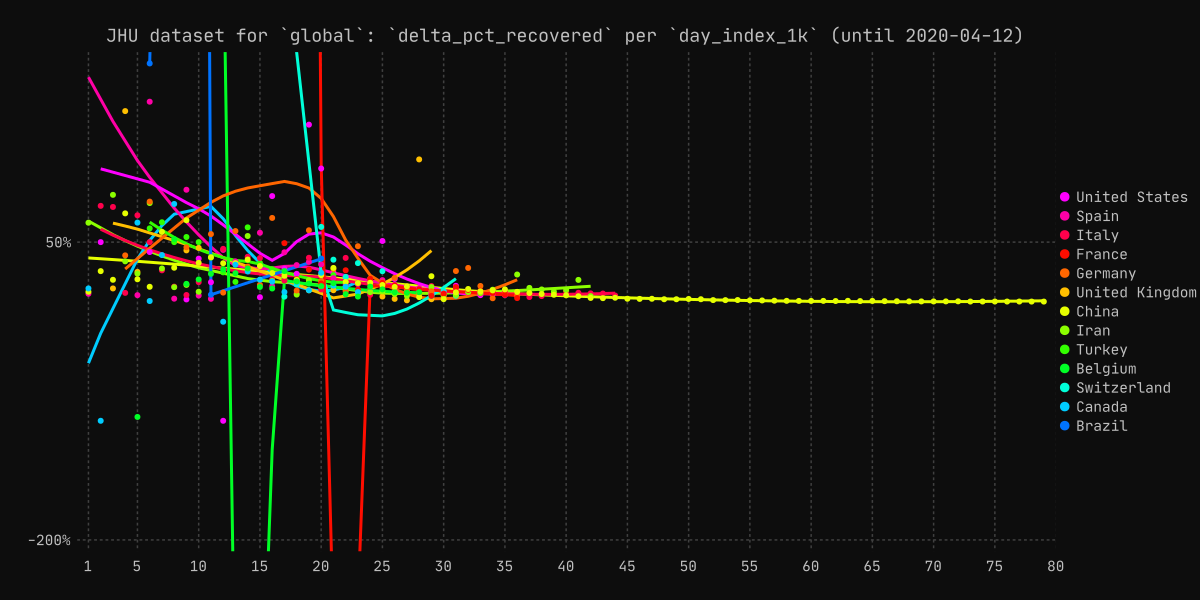 JHU dataset for `global`: `delta_pct_recovered` per `day_index_1k` (until 2020-04-12)
50%
-200%
1 5 10 15 20 25 30 35 40 45 50 55 60 65 70 75 80
United States
Spain
Italy
France
Germany
United Kingdom
China
Iran
Turkey
Belgium
Switzerland
Canada
Brazil